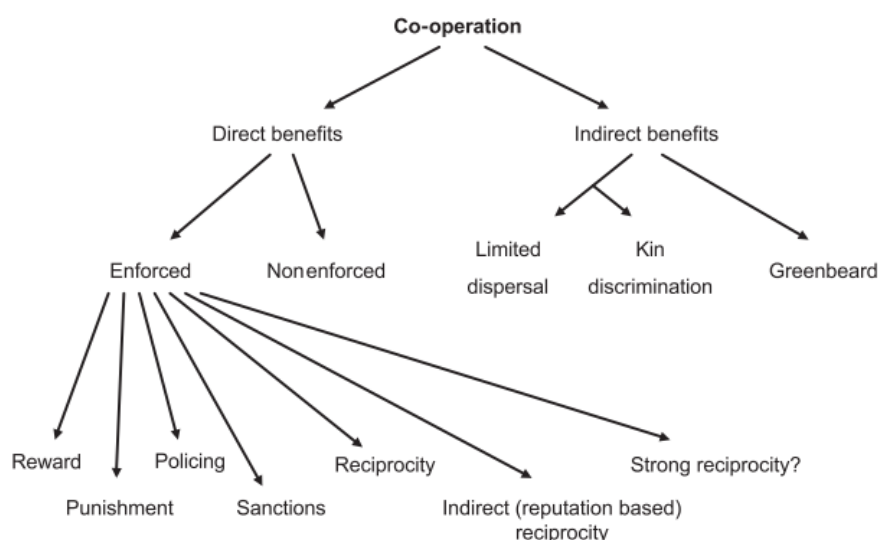 Co-operation
Direct benefits
Indirect benefits
Limited
dispersal
Kin
discrimination
Enforced
Nonenforced
Greenbeard
Reward
Policing
Reciprocity
Strong reciprocity?
Punishment
Sanctions
Indirect (reputation based)
reciprocity